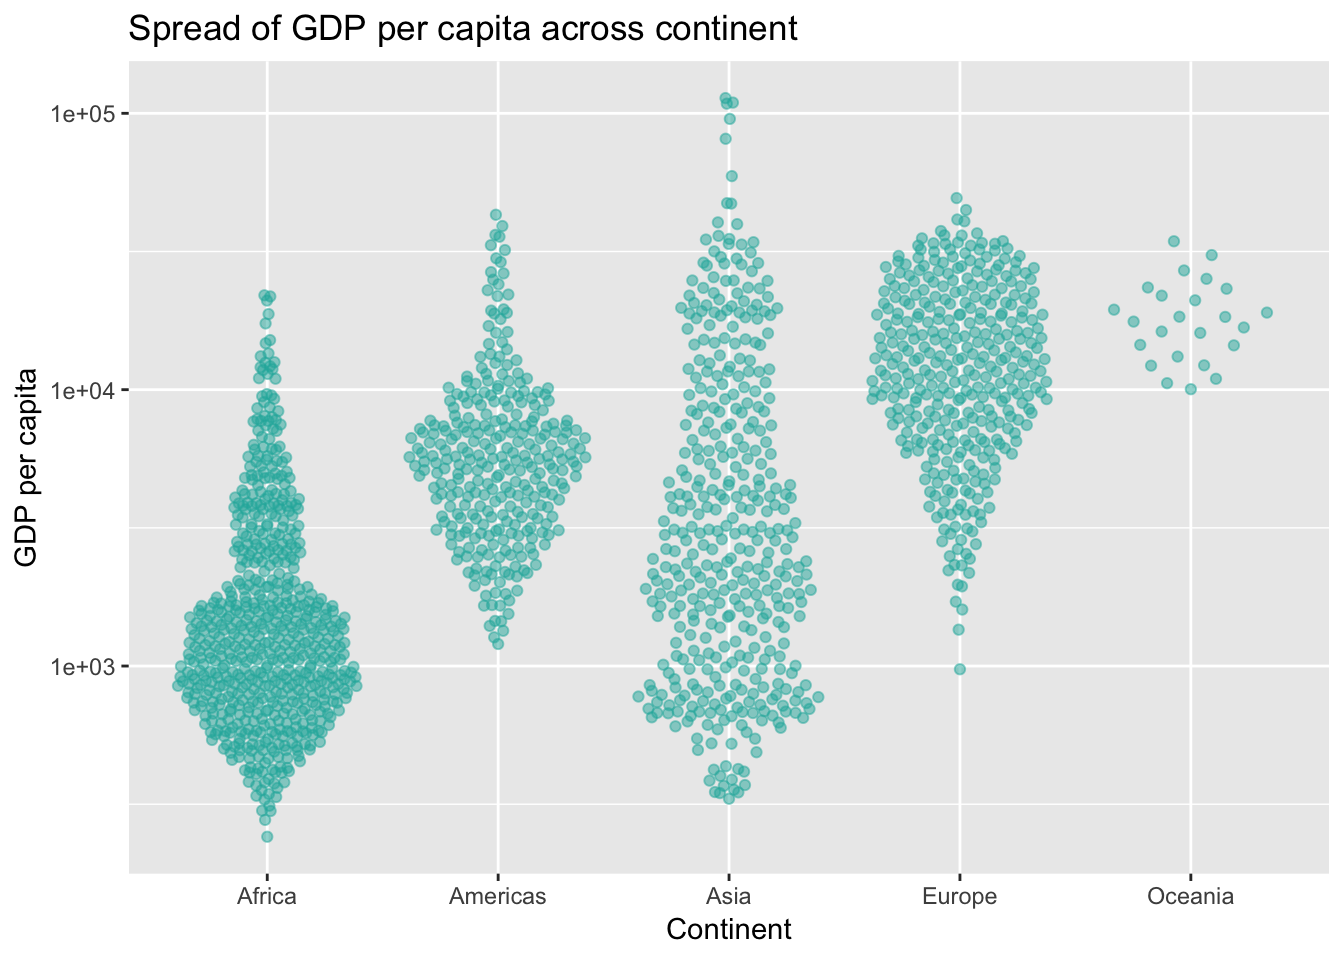 Spread of GDP per capita across continent
1e+05
1e+04
1e+03
GDP per capita
Africa
Americas
Asia
Europe
Oceania
Continent